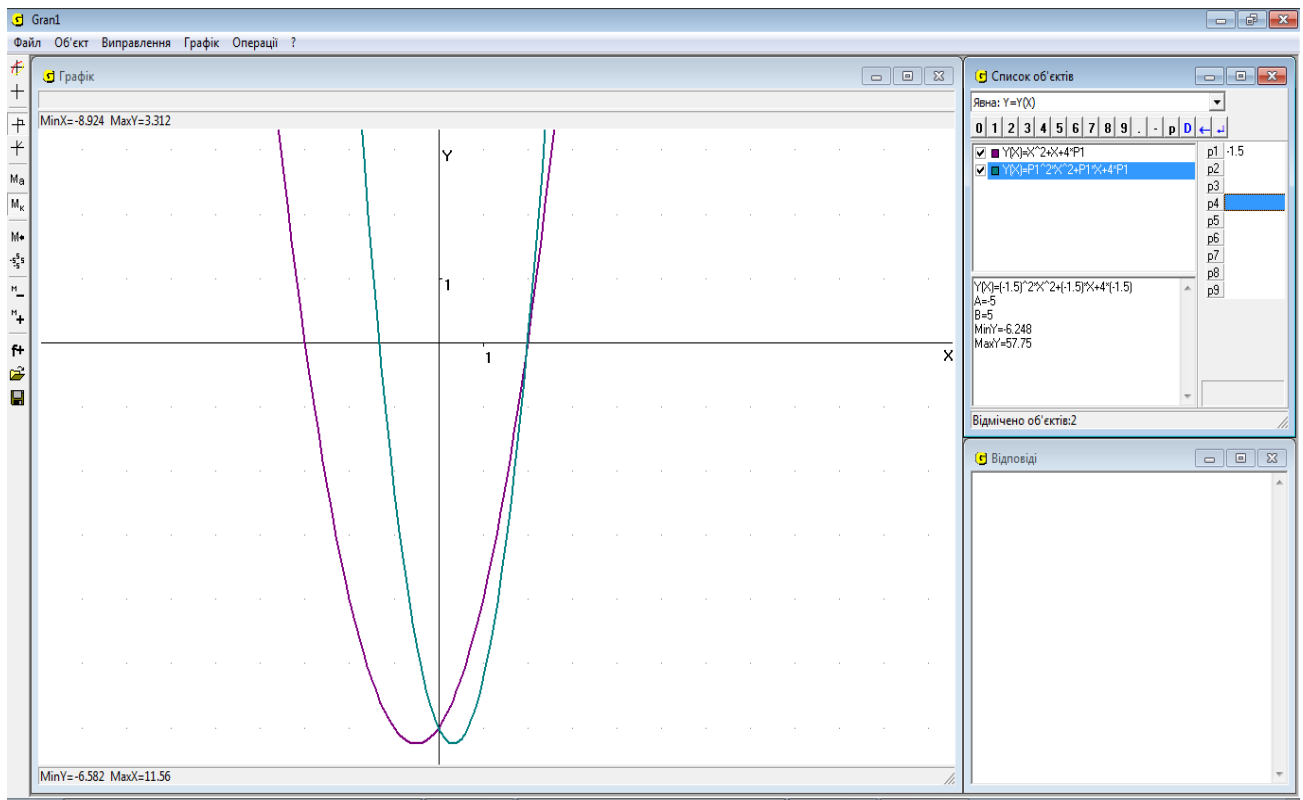 Gran1
Файл Об'єкт Виправлення Графік Операції ?
Графік
MinX=-8.924 MaxY=3.312
Y
1
1
X
MinY=-6.582 MaxX=11.56
Ma
Mк
M
M
f+
Список об'єктів
Явна: Y=Y(X)
0 1 2 3 4 5 6 7 8 9 . - p D ← ↲
Y(X)=X^2+X+4*P1
Y(X)=P1^2*X^2+P1*X+4*P1
p1 -1.5
p2
p3
p4
p5
p6
p7
p8
p9
Y(X)=(-1.5)^2*X^2+(-1.5)*X+4*(-1.5)
A=-5
B=5
MinY=-6.248
MaxY=57.75
Відмічено об'єктів:2
Відповіді